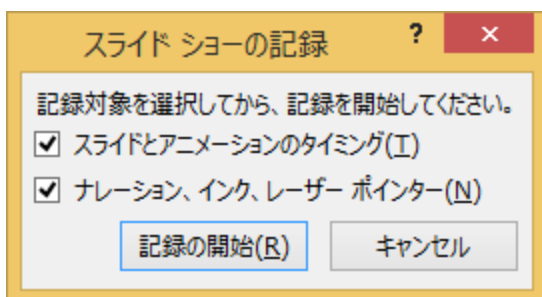 スライド ショーの記録
? ×
記録対象を選択してから、記録を開始してください。
スライドとアニメーションのタイミング(T)
ナレーション、インク、レーザー ポインター(N)
記録の開始(R) キャンセル